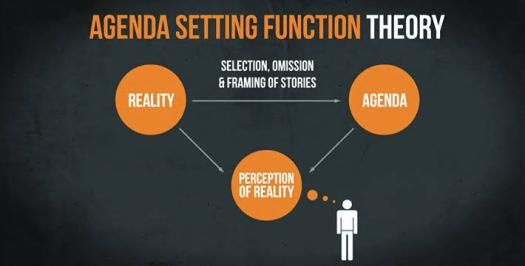 AGENDA SETTING FUNCTION THEORY
SELECTION, OMISSION
& FRAMING OF STORIES
REALITY
AGENDA
PERCEPTION
OF REALITY